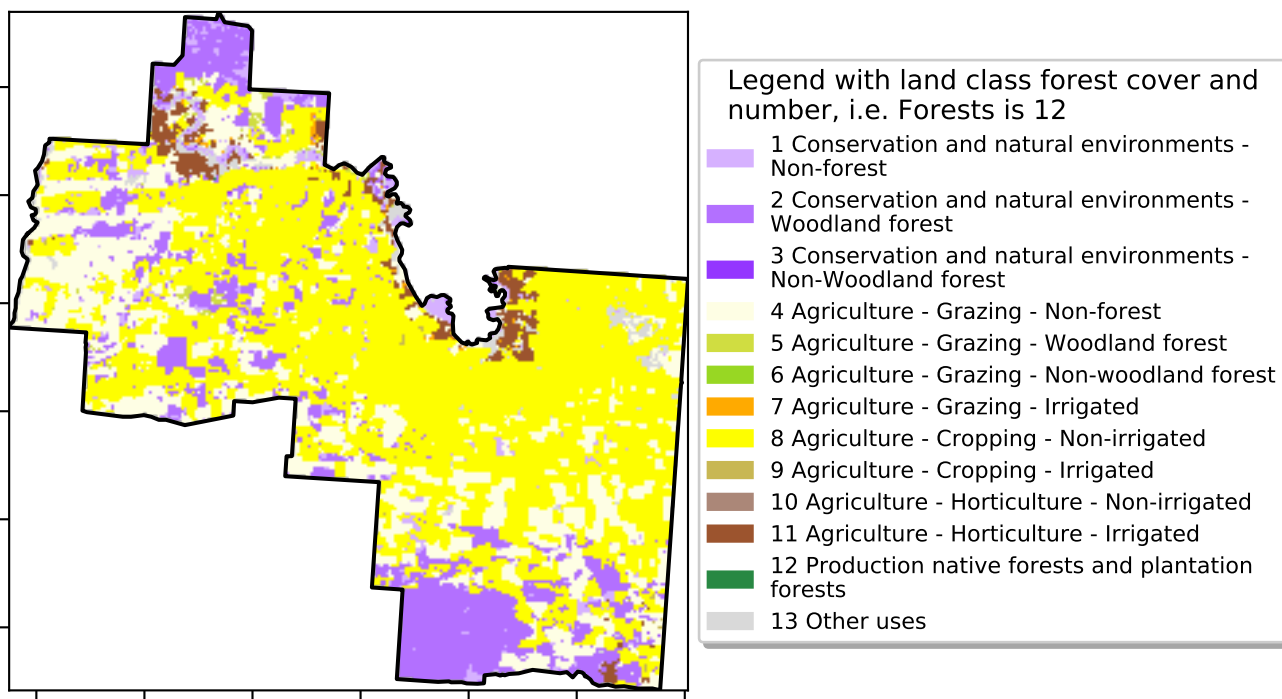 Legend with land class forest cover and
number, i.e. Forests is 12
1 Conservation and natural environments -
Non-forest
2 Conservation and natural environments -
Woodland forest
3 Conservation and natural environments -
Non-Woodland forest
4 Agriculture - Grazing - Non-forest
5 Agriculture - Grazing - Woodland forest
6 Agriculture - Grazing - Non-woodland forest
7 Agriculture - Grazing - Irrigated
8 Agriculture - Cropping - Non-irrigated
9 Agriculture - Cropping - Irrigated
10 Agriculture - Horticulture - Non-irrigated
11 Agriculture - Horticulture - Irrigated
12 Production native forests and plantation
forests
13 Other uses